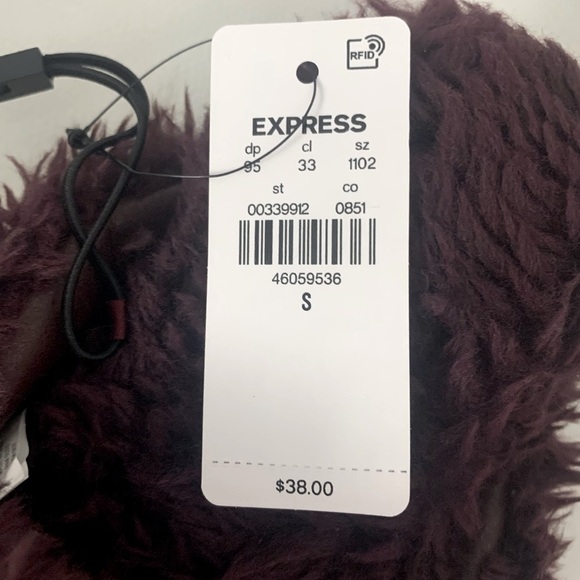 RFID
EXPRESS
dp cl sz
95 33 1102
st co
00339912 0851
46059536
S
$38.00